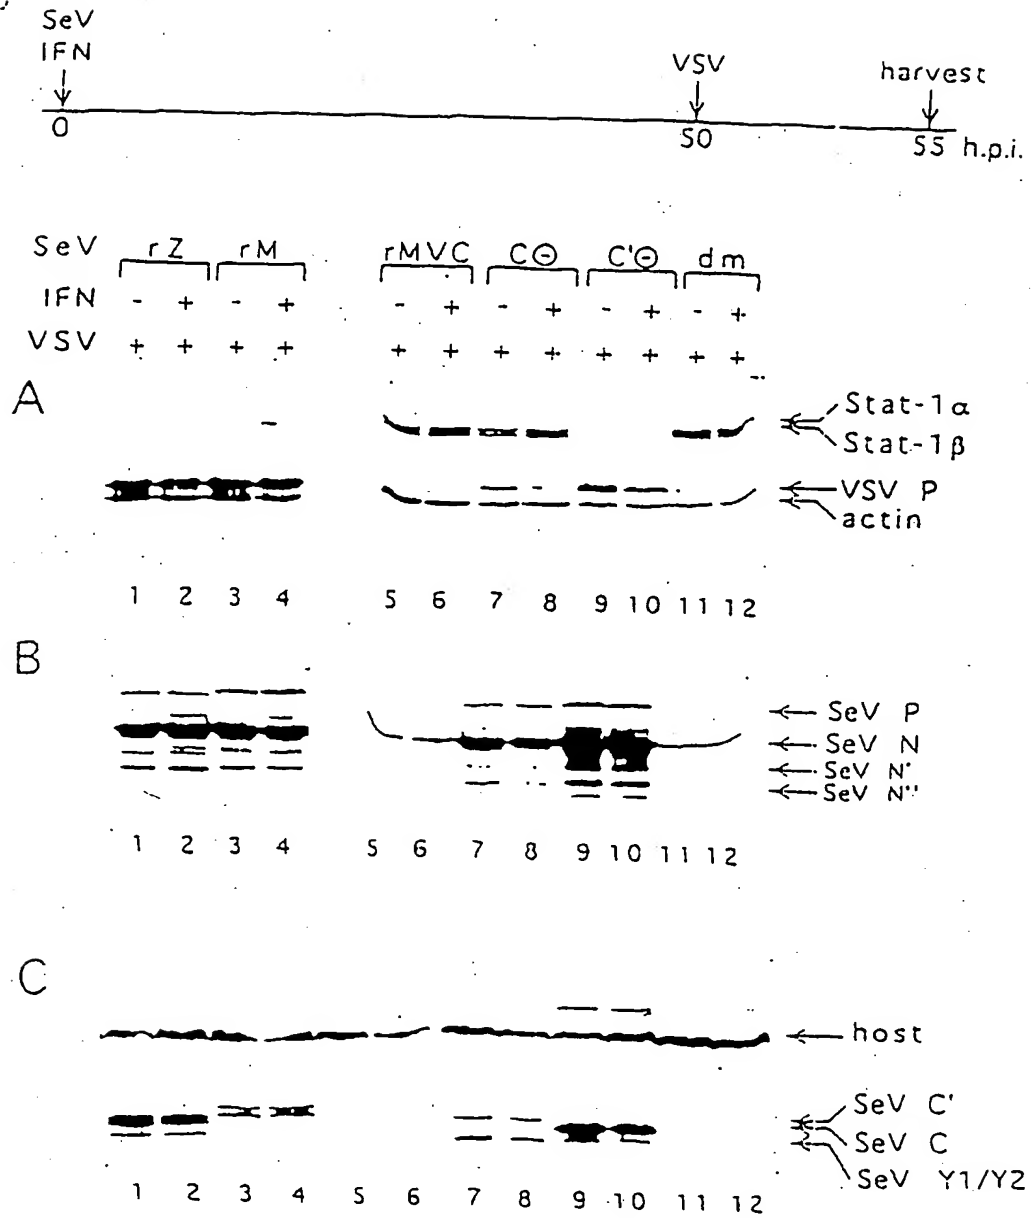 SeV
IFN
VSV
harvest
0
50
55 h.p.i.
SeV rZ rM rMVC C⊖ C'⊖ dm
IFN - + - + - + - + - + - +
VSV + + + + + + + + + + + +
A
Stat-1α
Stat-1β
VSV P
actin
1 2 3 4 5 6 7 8 9 10 11 12
B
SeV P
SeV N
SeV N'
SeV N''
1 2 3 4 5 6 7 8 9 10 11 12
C
host
SeV C'
SeV C
SeV Y1/Y2
1 2 3 4 5 6 7 8 9 10 11 12